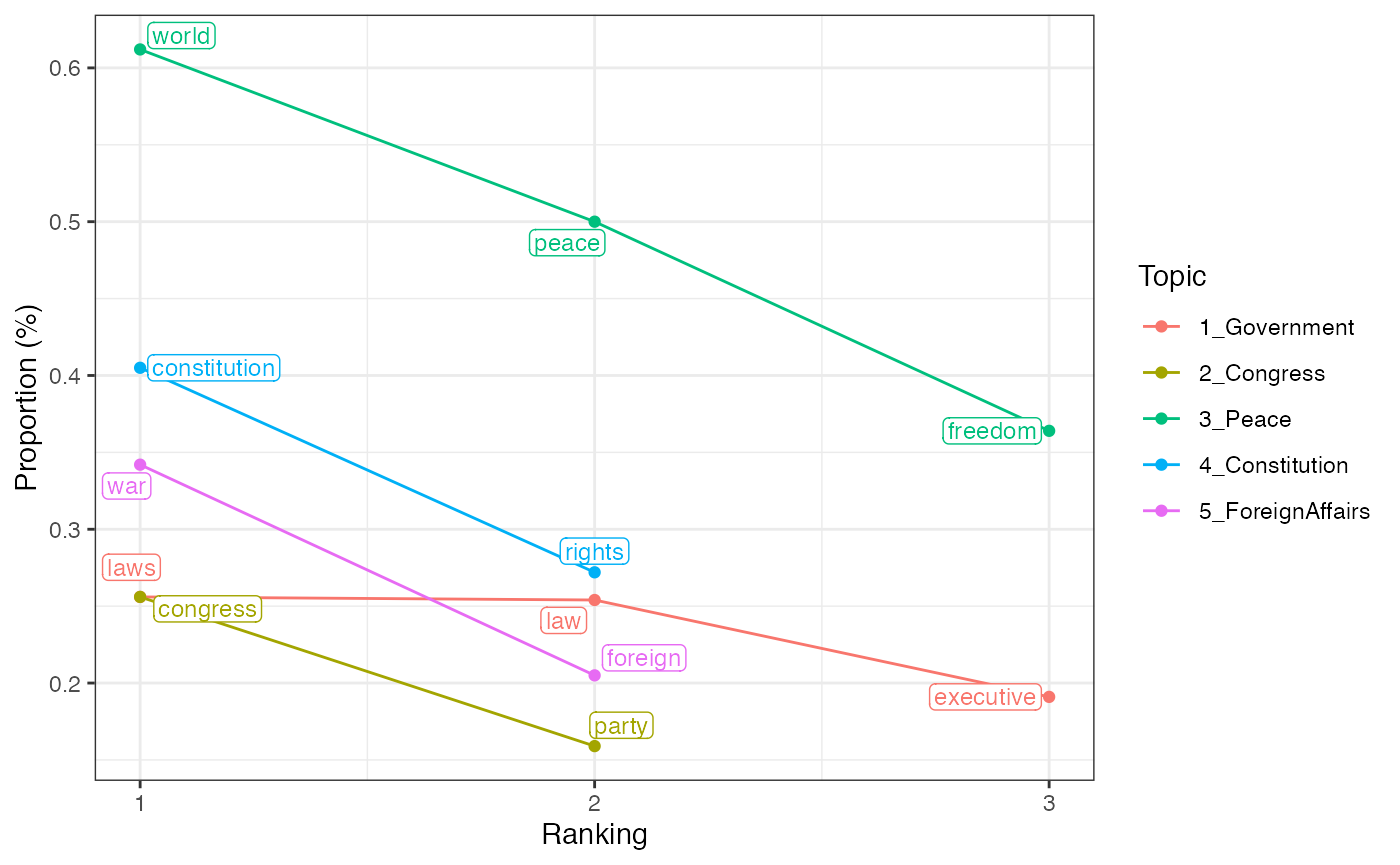 world
0.6
0.5
peace
0.4
constitution
freedom
war
0.3
rights
laws
congress
law
foreign
0.2
executive
party
1
2
3
Ranking
Proportion (%)
Topic
1_Government
2_Congress
3_Peace
4_Constitution
5_ForeignAffairs